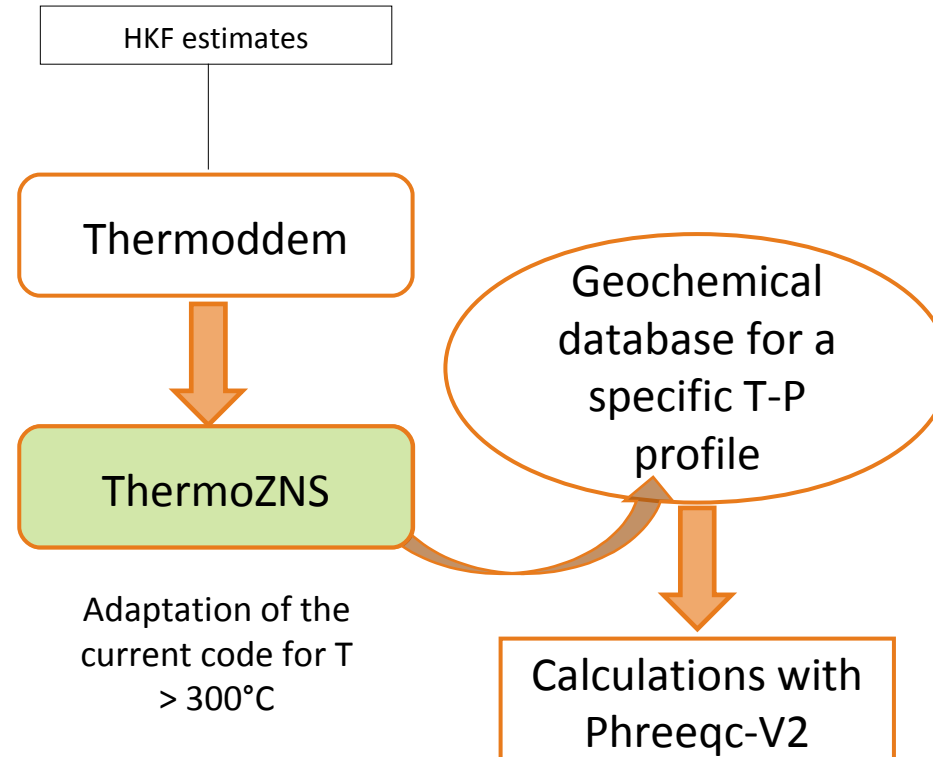 HKF estimates
Thermoddem
ThermoZNS
Adaptation of the
current code for T
> 300°C
Geochemical
database for a
specific T-P
profile
Calculations with
Phreeqc-V2